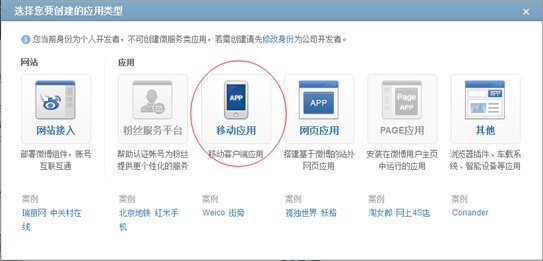 选择您要创建的应用类型
您当前身份为个人开发者，不可创建微服务类应用，若需创建请先修改身份为公司开发者。
网站
应用
网站接入
粉丝服务平台
APP
移动应用
APP
网页应用
Page
APP
PAGE应用
其他
部署微博组件，账号
互联互通
帮助认证帐号为粉丝
提供更个性化的服务
移动客户端应用
搭建基于微博的站外
网页应用
安装在微博用户主页
中运行的应用
浏览器插件、车载系
统、智能设备等应用
案例
瑞丽网 中关村在
线
案例
北京地铁 红米手
机
案例
Weico 街旁
案例
孤独世界 妖格
案例
淘女郎 网上4S店
案例
Coriander